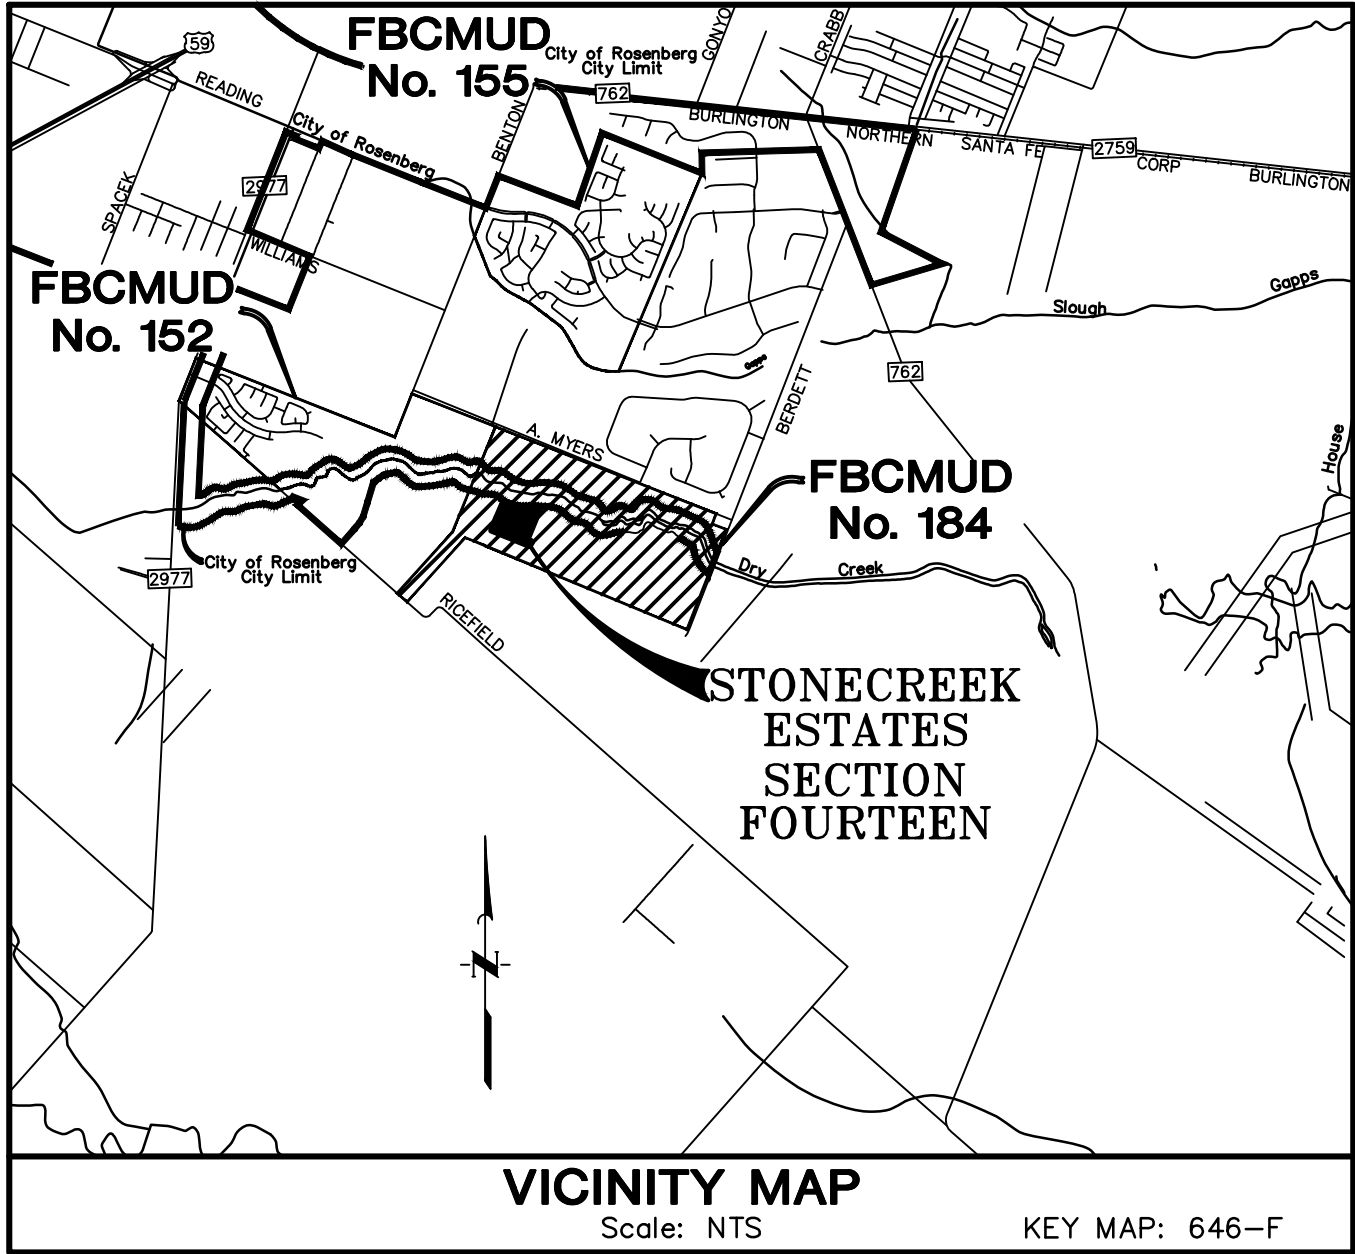 59
FBCMUD
No. 155
City of Rosenberg
City Limit
762
GONYO
CRABB
READING
City of Rosenberg
BENTON
BURLINGTON
NORTHERN
SANTA FE
2759
CORP
BURLINGTON
2977
SPACEK
WILLIAMS
FBCMUD
No. 152
Gapps
Slough
Gapps
762
BERDETT
House
A. MYERS
FBCMUD
No. 184
City of Rosenberg
City Limit
2977
Dry
Creek
RICEFIELD
STONECREEK
ESTATES
SECTION
FOURTEEN
N
VICINITY MAP
Scale: NTS
KEY MAP: 646-F